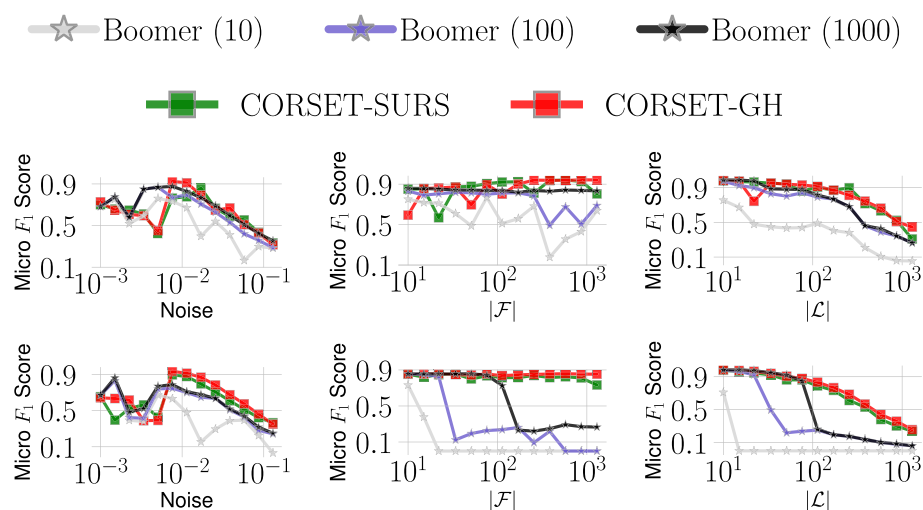 Boomer (10) Boomer (100) Boomer (1000)
CORSET-SURS CORSET-GH
Micro F₁ Score 0.9 0.5 0.1 10⁻³ 10⁻² 10⁻¹ Noise
Micro F₁ Score 0.9 0.5 0.1 10¹ 10² 10³ |ℱ|
Micro F₁ Score 0.9 0.5 0.1 10¹ 10² 10³ |ℒ|
Micro F₁ Score 0.9 0.5 0.1 10⁻³ 10⁻² 10⁻¹ Noise
Micro F₁ Score 0.9 0.5 0.1 10¹ 10² 10³ |ℱ|
Micro F₁ Score 0.9 0.5 0.1 10¹ 10² 10³ |ℒ|